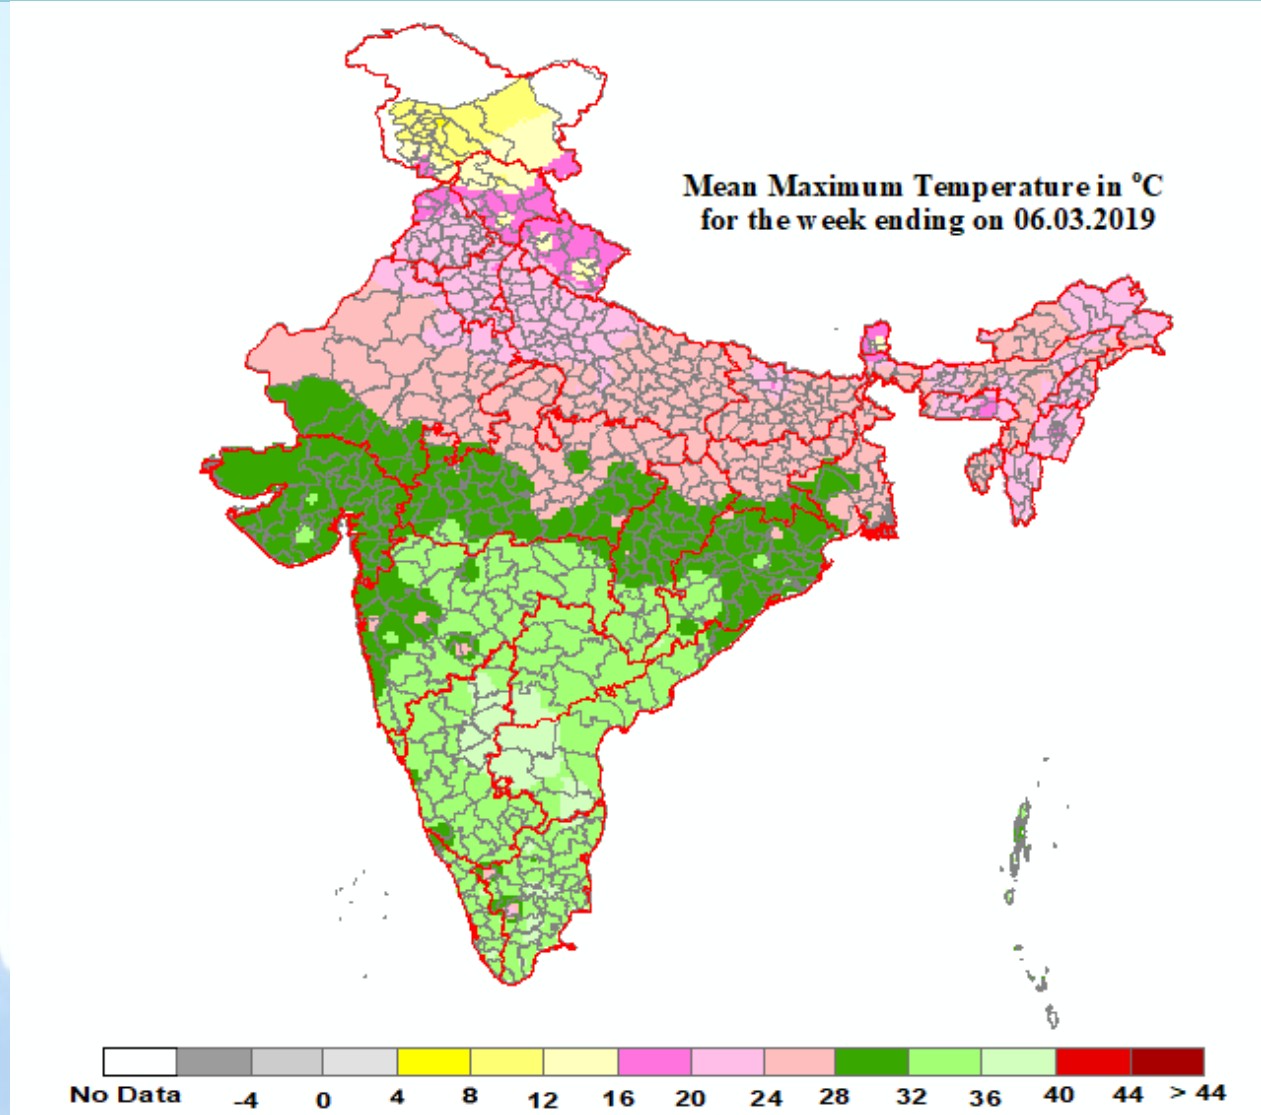 Mean Maximum Temperature in °C
for the week ending on 06.03.2019
No Data -4 0 4 8 12 16 20 24 28 32 36 40 44 > 44